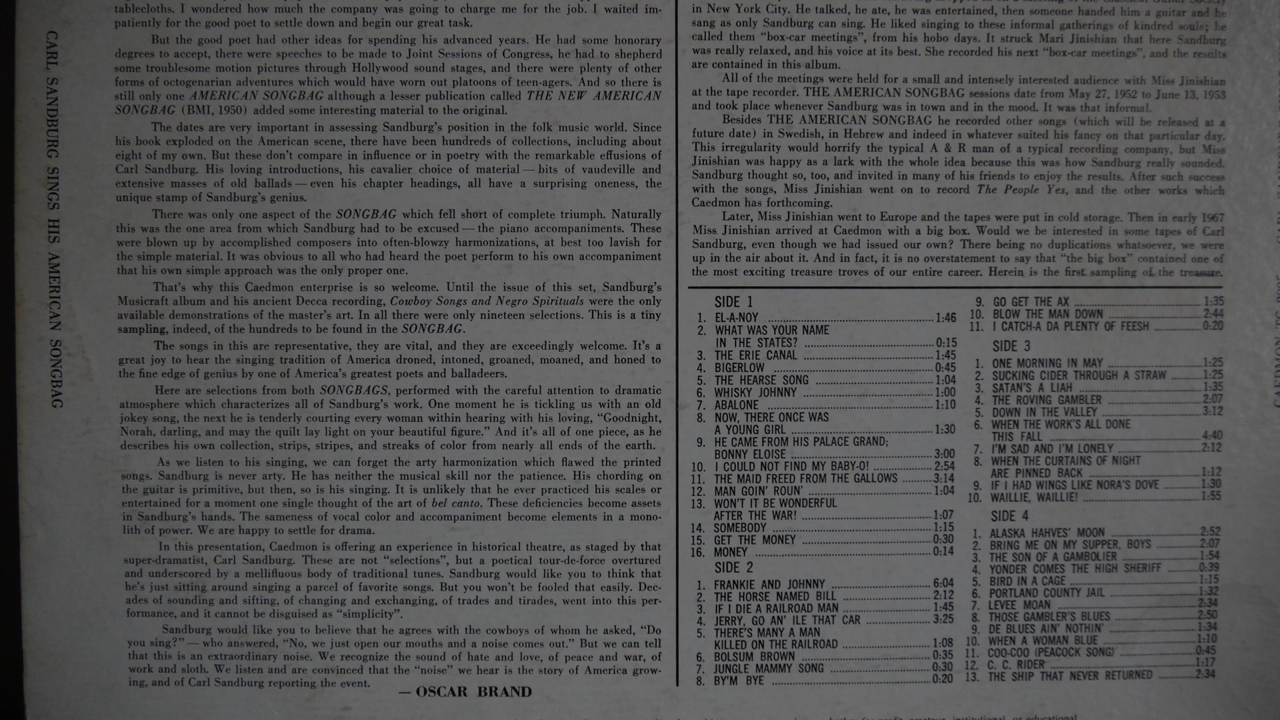 CARL SANDBURG SINGS HIS AMERICAN SONGBAG
tablecloths. I wondered how much the company was going to charge me for the job. I waited im-
patiently for the good poet to settle down and begin our great task.
But the good poet had other ideas for spending his advanced years. He had some honorary
degrees to accept, there were speeches to be made to Joint Sessions of Congress, he had to shepherd
some troublesome motion pictures through Hollywood sound stages, and there were plenty of other
forms of octogenarian adventures which would have worn out platoons of teen-agers. And so there is
still only one AMERICAN SONGBAG although a lesser publication called THE NEW AMERICAN
SONGBAG (BMI, 1950) added some interesting material to the original.
The dates are very important in assessing Sandburg's position in the folk music world. Since
his book exploded on the American scene, there have been hundreds of collections, including about
eight of my own. But these don't compare in influence or in poetry with the remarkable effusions of
Carl Sandburg. His loving introductions, his cavalier choice of material — bits of vaudeville and
extensive masses of old ballads — even his chapter headings, all have a surprising oneness, the
unique stamp of Sandburg's genius.
There was only one aspect of the SONGBAG which fell short of complete triumph. Naturally
this was the one area from which Sandburg had to be excused — the piano accompaniments. These
were blown up by accomplished composers into often-blowzy harmonizations, at best too lavish for
the simple material. It was obvious to all who had heard the poet perform to his own accompaniment
that his own simple approach was the only proper one.
That's why this Caedmon enterprise is so welcome. Until the issue of this set, Sandburg's
Musicraft album and his ancient Decca recording, Cowboy Songs and Negro Spirituals were the only
available demonstrations of the master's art. In all there were only nineteen selections. This is a tiny
sampling, indeed, of the hundreds to be found in the SONGBAG.
The songs in this are representative, they are vital, and they are exceedingly welcome. It's a
great joy to hear the singing tradition of America droned, intoned, groaned, moaned, and honed to
the fine edge of genius by one of America's greatest poets and balladeers.
Here are selections from both SONGBAGS, performed with the careful attention to dramatic
atmosphere which characterizes all of Sandburg's work. One moment he is tickling us with an old
jokey song, the next he is tenderly courting every woman within hearing with his loving, "Goodnight,
Norah, darling, and may the quilt lay light on your beautiful figure." And it's all of one piece, as he
describes his own collection, strips, stripes, and streaks of color from nearly all ends of the earth.
As we listen to his singing, we can forget the arty harmonization which flawed the printed
songs. Sandburg is never arty. He has neither the musical skill nor the patience. His chording on
the guitar is primitive, but then, so is his singing. It is unlikely that he ever practiced his scales or
entertained for a moment one single thought of the art of bel canto. These deficiencies become assets
in Sandburg's hands. The sameness of vocal color and accompaniment become elements in a mono-
lith of power. We are happy to settle for drama.
In this presentation, Caedmon is offering an experience in historical theatre, as staged by that
super-dramatist, Carl Sandburg. These are not "selections", but a poetical tour-de-force overtured
and underscored by a mellifluous body of traditional tunes. Sandburg would like you to think that
he's just sitting around singing a parcel of favorite songs. But you won't be fooled that easily. Dec-
ades of sounding and sifting, of changing and exchanging, of trades and tirades, went into this per-
formance, and it cannot be disguised as "simplicity".
Sandburg would like you to believe that he agrees with the cowboys of whom he asked, "Do
you sing?" — who answered, "No, we just open our mouths and a noise comes out." But we can tell
that this is an extraordinary noise. We recognize the sound of hate and love, of peace and war, of
work and sloth. We listen and are convinced that the "noise" we hear is the story of America grow-
ing, and of Carl Sandburg reporting the event.
— OSCAR BRAND
in New York City. He talked, he ate, he was entertained, then someone handed him a guitar and he
sang as only Sandburg can sing. He liked singing to these informal gatherings of kindred souls; he
called them "box-car meetings", from his hobo days. It struck Mari Jinishian that here Sandburg
was really relaxed, and his voice at its best. She recorded his next "box-car meetings", and the results
are contained in this album.
All of the meetings were held for a small and intensely interested audience with Miss Jinishian
at the tape recorder. THE AMERICAN SONGBAG sessions date from May 27, 1952 to June 13, 1953
and took place whenever Sandburg was in town and in the mood. It was that informal.
Besides THE AMERICAN SONGBAG he recorded other songs (which will be released at a
future date) in Swedish, in Hebrew and indeed in whatever suited his fancy on that particular day.
This irregularity would horrify the typical A & R man of a typical recording company, but Miss
Jinishian was happy as a lark with the whole idea because this was how Sandburg really sounded.
Sandburg thought so, too, and invited in many of his friends to enjoy the results. After such success
with the songs, Miss Jinishian went on to record The People Yes, and the other works which
Caedmon has forthcoming.
Later, Miss Jinishian went to Europe and the tapes were put in cold storage. Then in early 1967
Miss Jinishian arrived at Caedmon with a big box. Would we be interested in some tapes of Carl
Sandburg, even though we had issued our own? There being no duplications whatsoever, we were
up in the air about it. And in fact, it is no overstatement to say that "the big box" contained one of
the most exciting treasure troves of our entire career. Herein is the first sampling of the treasure.
SIDE 1
1. EL-A-NOY 1:46
2. WHAT WAS YOUR NAME
IN THE STATES? 0:15
3. THE ERIE CANAL 1:45
4. BIGERLOW 0:45
5. THE HEARSE SONG 1:04
6. WHISKY JOHNNY 1:00
7. ABALONE 1:10
8. NOW, THERE ONCE WAS
A YOUNG GIRL 1:30
9. HE CAME FROM HIS PALACE GRAND;
BONNY ELOISE 3:00
10. I COULD NOT FIND MY BABY-O! 2:54
11. THE MAID FREED FROM THE GALLOWS 3:14
12. MAN GOIN' ROUN' 1:04
13. WON'T IT BE WONDERFUL
AFTER THE WAR! 1:07
14. SOMEBODY 1:15
15. GET THE MONEY 0:30
16. MONEY 0:14
SIDE 2
1. FRANKIE AND JOHNNY 6:04
2. THE HORSE NAMED BILL 2:12
3. IF I DIE A RAILROAD MAN 1:45
4. JERRY, GO AN' ILE THAT CAR 3:25
5. THERE'S MANY A MAN
KILLED ON THE RAILROAD 1:08
6. BOLSUM BROWN 0:35
7. JUNGLE MAMMY SONG 0:30
8. BY'M BYE 0:20
9. GO GET THE AX 1:35
10. BLOW THE MAN DOWN 2:44
11. I CATCH-A DA PLENTY OF FEESH 0:20
SIDE 3
1. ONE MORNING IN MAY 1:25
2. SUCKING CIDER THROUGH A STRAW 1:25
3. SATAN'S A LIAH 1:35
4. THE ROVING GAMBLER 2:07
5. DOWN IN THE VALLEY 3:12
6. WHEN THE WORK'S ALL DONE
THIS FALL 4:40
7. I'M SAD AND I'M LONELY 2:12
8. WHEN THE CURTAINS OF NIGHT
ARE PINNED BACK 1:12
9. IF I HAD WINGS LIKE NORA'S DOVE 1:30
10. WAILLIE, WAILLIE! 1:55
SIDE 4
1. ALASKA HAHVES' MOON 2:52
2. BRING ME ON MY SUPPER, BOYS 2:07
3. THE SON OF A GAMBOLIER 1:54
4. YONDER COMES THE HIGH SHERIFF 0:39
5. BIRD IN A CAGE 1:15
6. PORTLAND COUNTY JAIL 1:32
7. LEVEE MOAN 2:34
8. THOSE GAMBLER'S BLUES 2:50
9. DE BLUES AIN' NOTHIN' 1:34
10. WHEN A WOMAN BLUE 1:10
11. COO-COO (PEACOCK SONG) 0:45
12. C. C. RIDER 1:17
13. THE SHIP THAT NEVER RETURNED 2:34